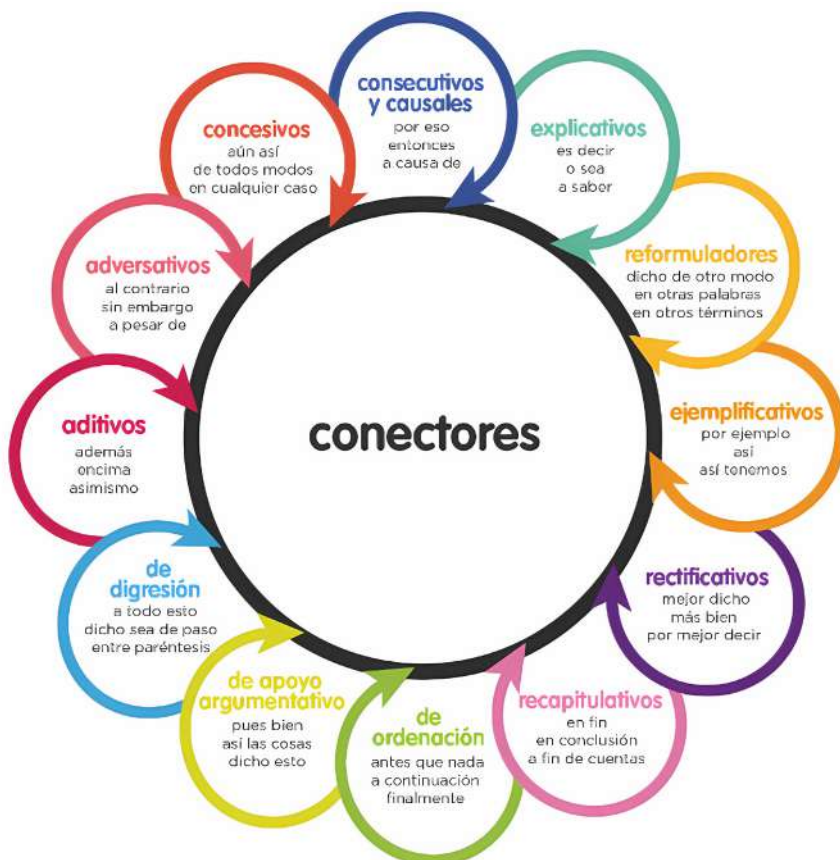 consecutivos
y causales
por eso
entonces
a causa de
explicativos
es decir
o sea
a saber
reformuladores
dicho de otro modo
en otras palabras
en otros términos
ejemplificativos
por ejemplo
así
así tenemos
rectificativos
mejor dicho
más bien
por mejor decir
recapitulativos
en fin
en conclusión
a fin de cuentas
de
ordenación
antes que nada
a continuación
finalmente
de apoyo
argumentativo
pues bien
así las cosas
dicho esto
de
digresión
a todo esto
dicho sea de paso
entre paréntesis
aditivos
además
encima
asimismo
adversativos
al contrario
sin embargo
a pesar de
concesivos
aún así
de todos modos
en cualquier caso
conectores